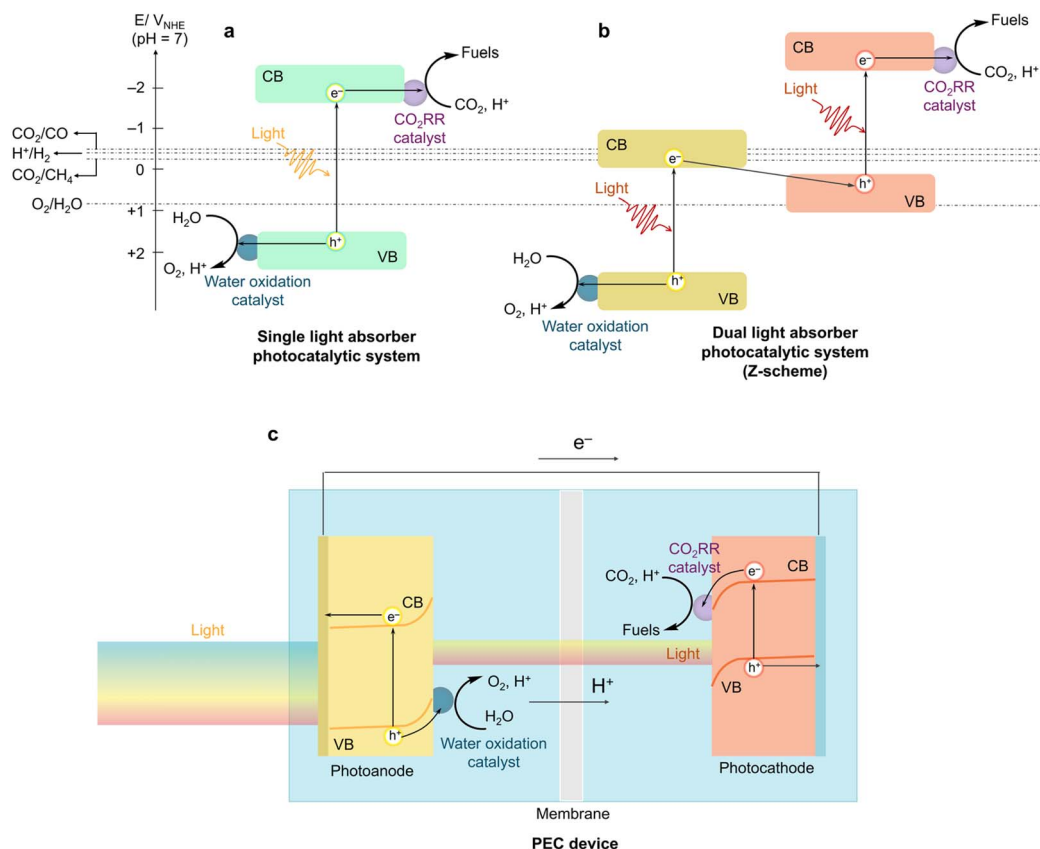 E/ V_NHE
(pH = 7)
−2
−1
0
+1
+2
CO₂/CO
H⁺/H₂
CO₂/CH₄
O₂/H₂O
a
CB
e⁻
Fuels
CO₂, H⁺
CO₂RR
catalyst
Light
H₂O
O₂, H⁺
h⁺
VB
Water oxidation
catalyst
Single light absorber
photocatalytic system
b
CB
e⁻
Fuels
CO₂, H⁺
CO₂RR
catalyst
Light
CB
e⁻
h⁺
VB
Light
H₂O
O₂, H⁺
h⁺
VB
Water oxidation
catalyst
Dual light absorber
photocatalytic system
(Z-scheme)
c
e⁻
Light
CB
e⁻
VB
h⁺
Photoanode
O₂, H⁺
H₂O
Water oxidation
catalyst
H⁺
Membrane
CO₂RR
catalyst
CO₂, H⁺
Fuels
Light
e⁻
CB
VB
h⁺
Photocathode
PEC device